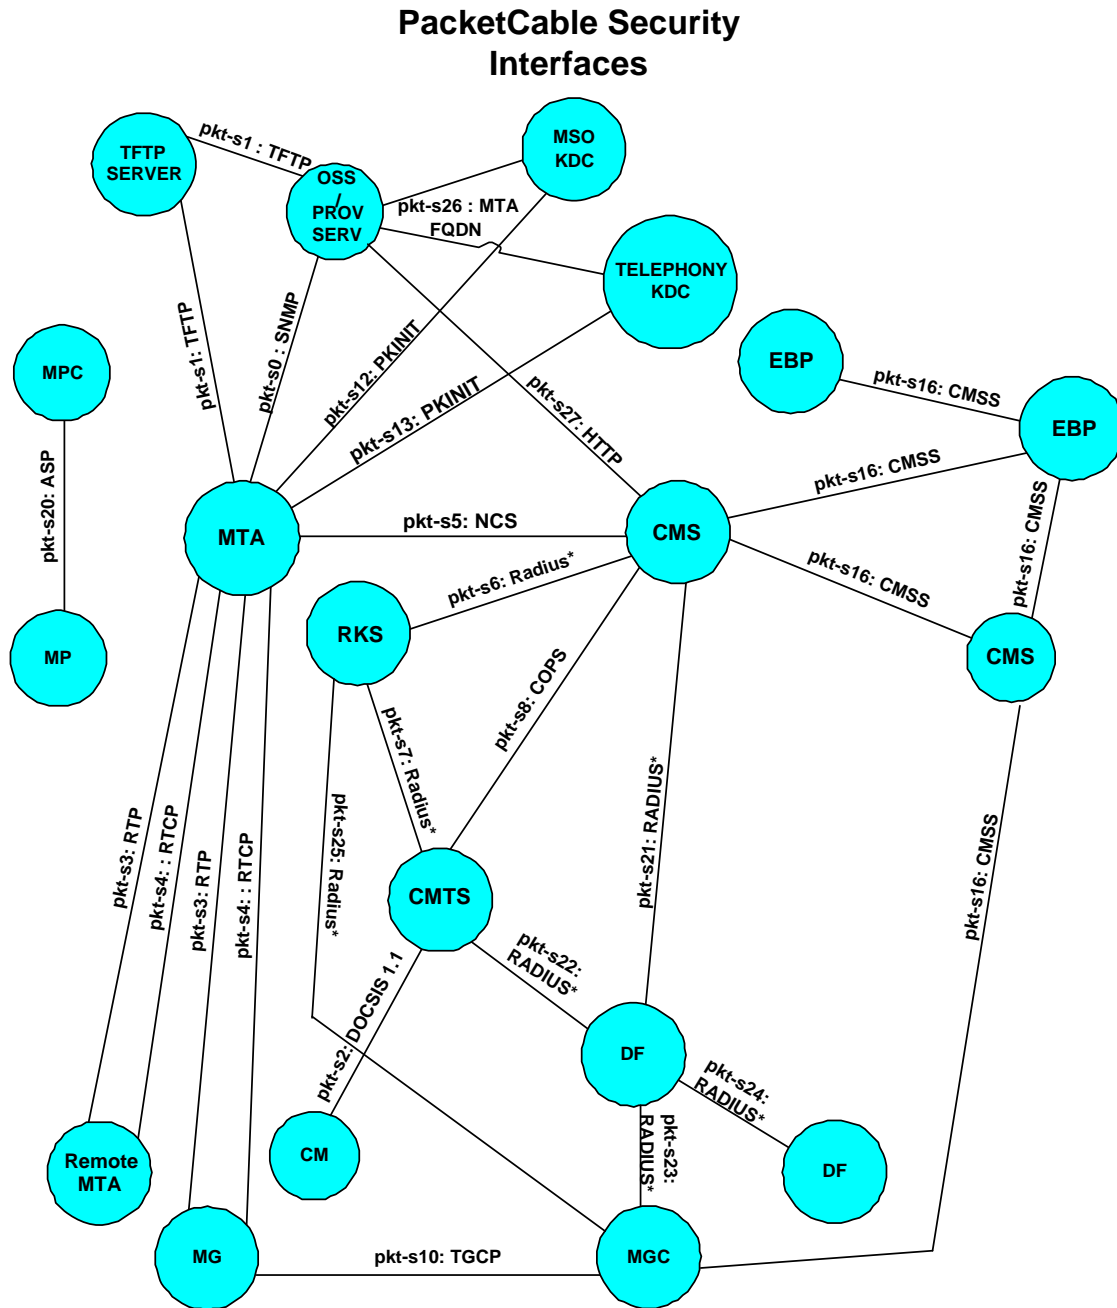 PacketCable Security
Interfaces
pkt-s1 : TFTP
TFTP
SERVER
OSS
/
PROV
SERV
MSO
KDC
pkt-s26 : MTA
FQDN
TELEPHONY
KDC
pkt-s1: TFTP
pkt-s0 : SNMP
pkt-s12: PKINIT
pkt-s13: PKINIT
pkt-s27: HTTP
MPC
EBP
pkt-s16: CMSS
EBP
pkt-s20: ASP
MTA
pkt-s5: NCS
CMS
pkt-s16: CMSS
pkt-s16: CMSS
pkt-s16: CMSS
pkt-s6: Radius*
RKS
MP
CMS
pkt-s8: COPS
pkt-s7: Radius*
pkt-s25: Radius*
pkt-s21: RADIUS*
pkt-s16: CMSS
pkt-s3: RTP
pkt-s4: : RTCP
pkt-s3: RTP
pkt-s4: : RTCP
CMTS
pkt-s22:
RADIUS*
pkt-s2: DOCSIS 1.1
DF
pkt-s24:
RADIUS*
pkt-s23:
RADIUS*
CM
DF
Remote
MTA
MG
pkt-s10: TGCP
MGC